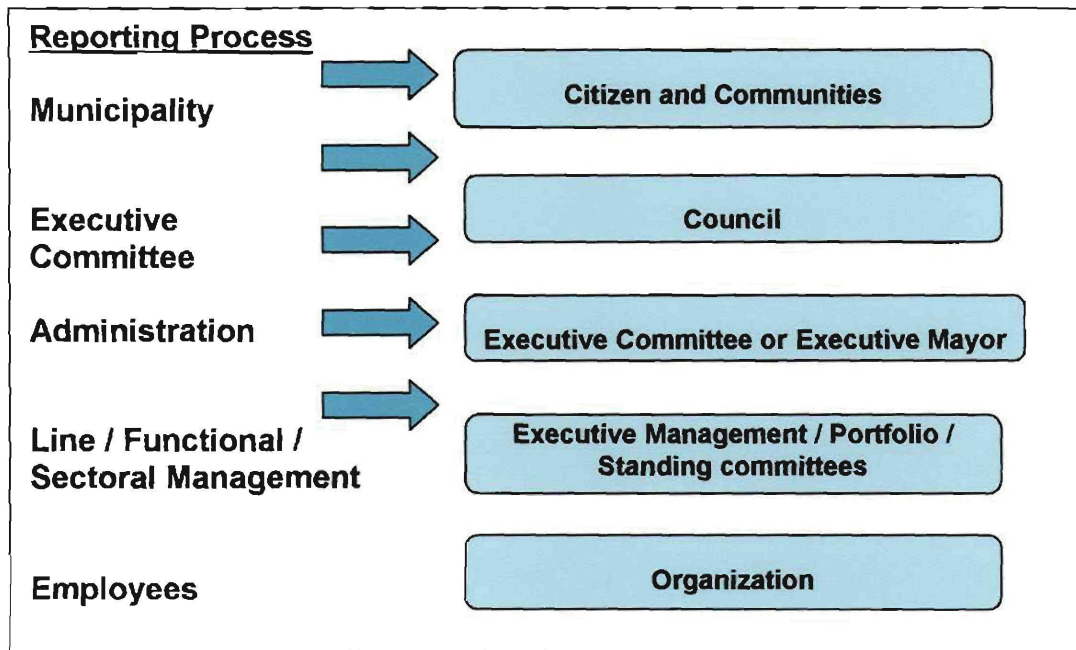 Reporting Process
Municipality
Citizen and Communities
Executive
Committee
Council
Administration
Executive Committee or Executive Mayor
Line / Functional /
Sectoral Management
Executive Management / Portfolio /
Standing committees
Employees
Organization